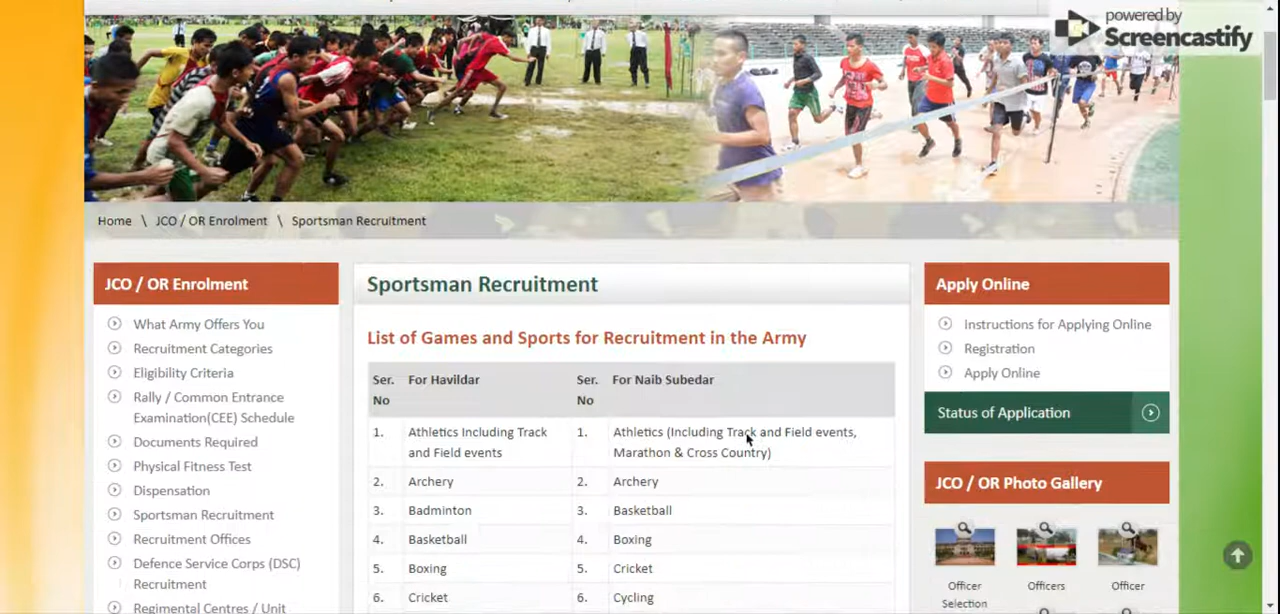 powered by
Screencastify
Home \ JCO / OR Enrolment \ Sportsman Recruitment
JCO / OR Enrolment
What Army Offers You
Recruitment Categories
Eligibility Criteria
Rally / Common Entrance
Examination(CEE) Schedule
Documents Required
Physical Fitness Test
Dispensation
Sportsman Recruitment
Recruitment Offices
Defence Service Corps (DSC)
Recruitment
Regimental Centres / Unit
Sportsman Recruitment
List of Games and Sports for Recruitment in the Army
Ser. For Havildar Ser. For Naib Subedar
No No
1. Athletics Including Track 1. Athletics (Including Track and Field events,
and Field events Marathon & Cross Country)
2. Archery 2. Archery
3. Badminton 3. Basketball
4. Basketball 4. Boxing
5. Boxing 5. Cricket
6. Cricket 6. Cycling
Apply Online
Instructions for Applying Online
Registration
Apply Online
Status of Application
JCO / OR Photo Gallery
Officer Officers Officer
Selection